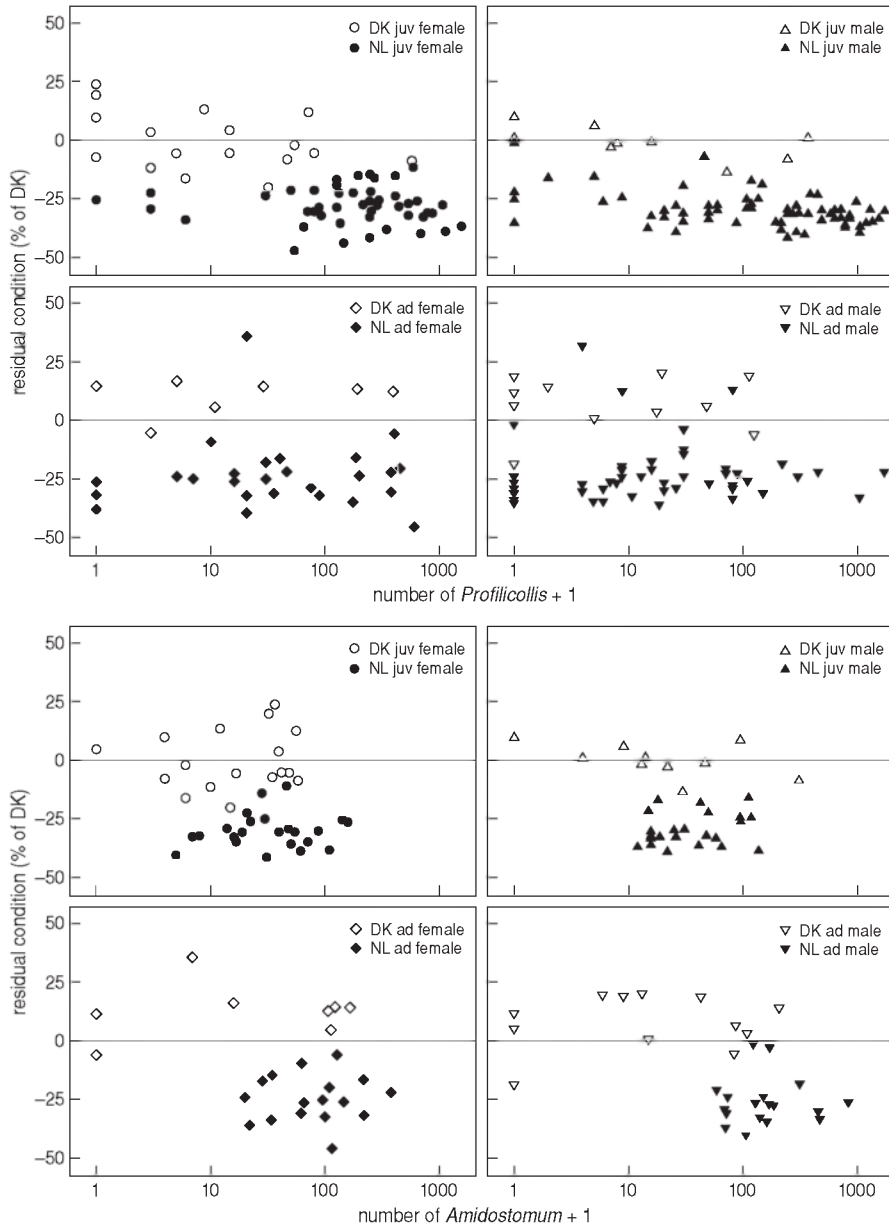 DK juv female
NL juv female
DK juv male
NL juv male
50
25
0
−25
−50
DK ad female
NL ad female
DK ad male
NL ad male
50
25
0
−25
−50
residual condition (% of DK)
1 10 100 1000 1 10 100 1000
number of Profilicollis + 1
DK juv female
NL juv female
DK juv male
NL juv male
50
25
0
−25
−50
DK ad female
NL ad female
DK ad male
NL ad male
50
25
0
−25
−50
residual condition (% of DK)
1 10 100 1000 1 10 100 1000
number of Amidostomum + 1